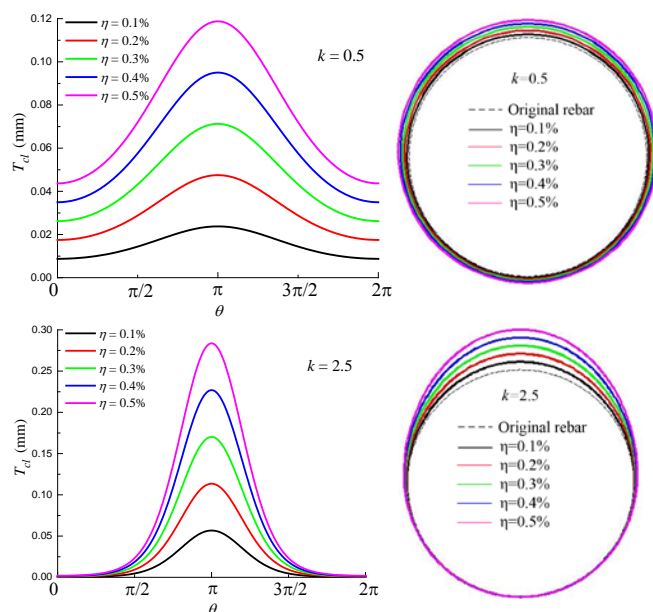 0.12
0.10
0.08
0.06
0.04
0.02
0.00
T_cl (mm)
η = 0.1%
η = 0.2%
η = 0.3%
η = 0.4%
η = 0.5%
k = 0.5
0
π/2
π
3π/2
2π
θ
k=0.5
Original rebar
η=0.1%
η=0.2%
η=0.3%
η=0.4%
η=0.5%
0.30
0.25
0.20
0.15
0.10
0.05
0.00
T_cl (mm)
η = 0.1%
η = 0.2%
η = 0.3%
η = 0.4%
η = 0.5%
k = 2.5
0
π/2
π
3π/2
2π
θ
k=2.5
Original rebar
η=0.1%
η=0.2%
η=0.3%
η=0.4%
η=0.5%